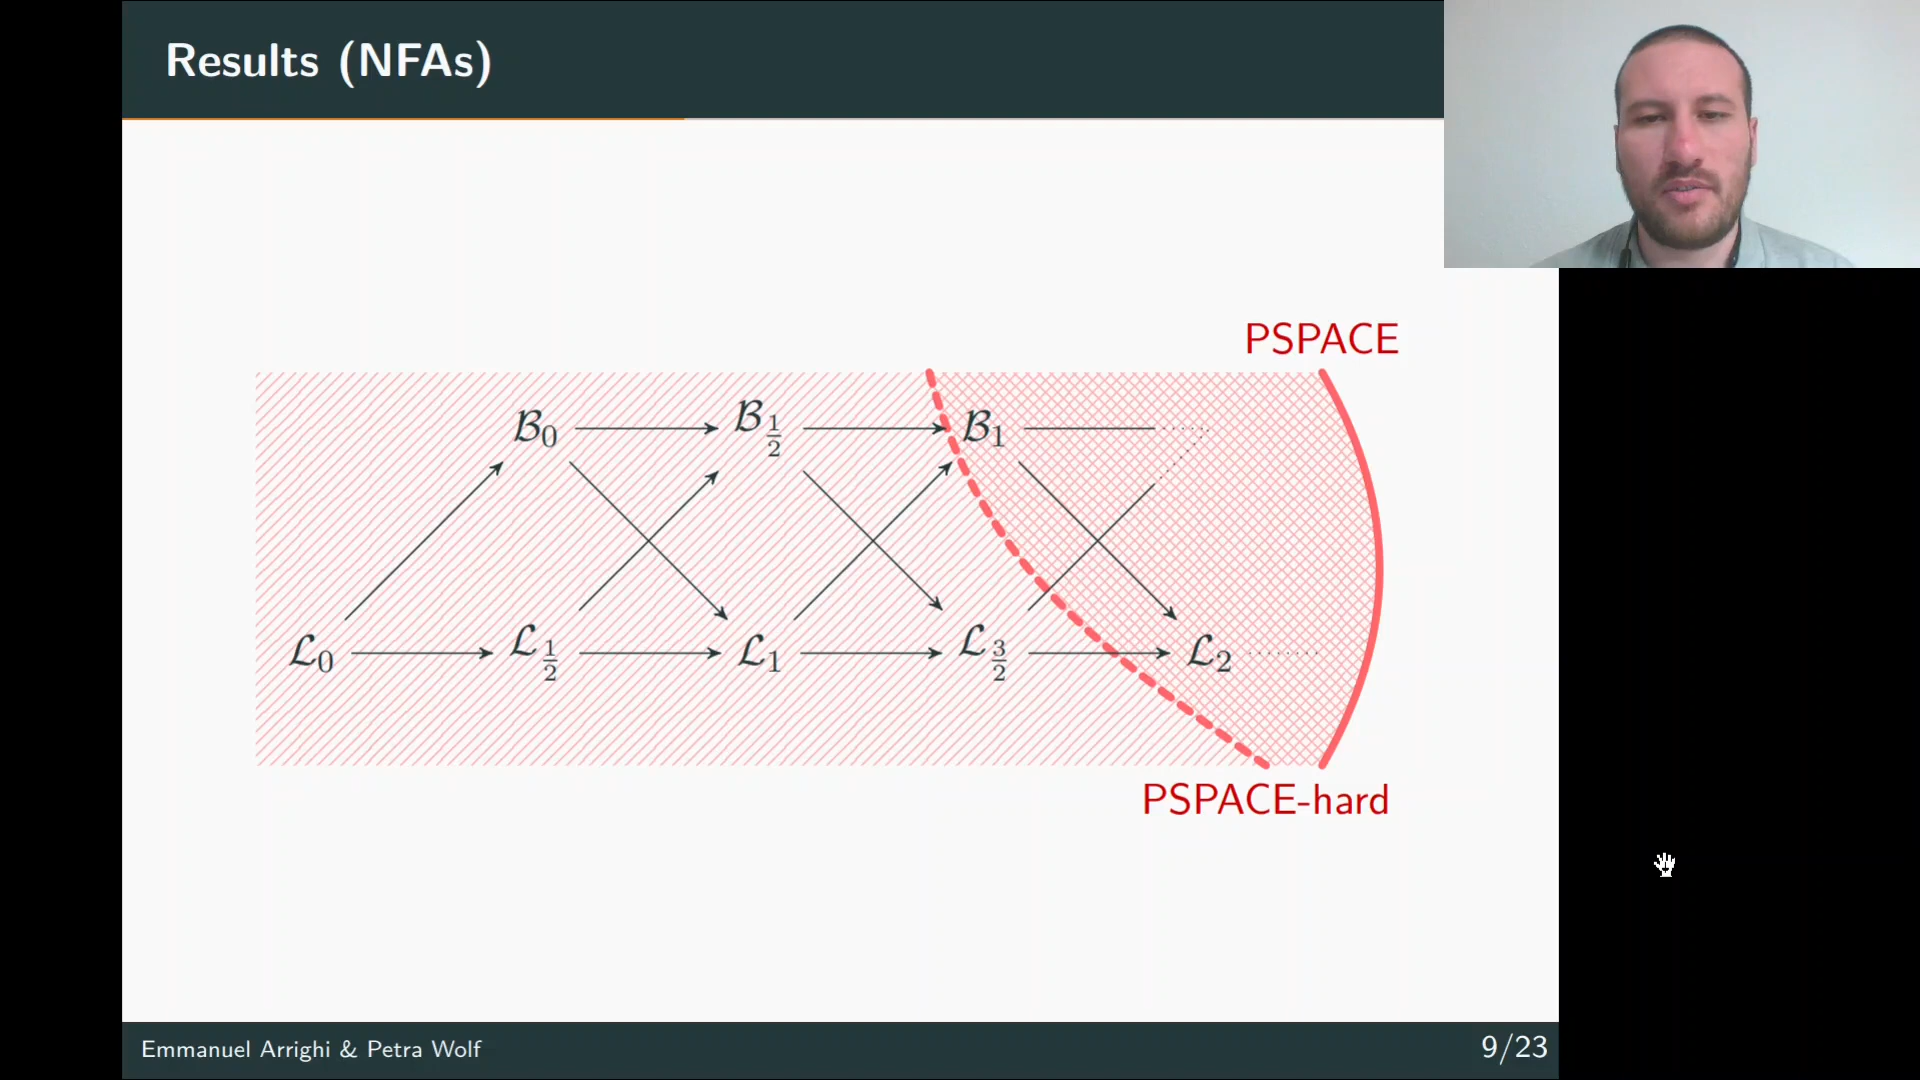 Results (NFAs)
PSPACE
ℬ₀ ℬ½ ℬ₁
ℒ₀ ℒ½ ℒ₁ ℒ3/2 ℒ₂
PSPACE-hard
Emmanuel Arrighi & Petra Wolf 9/23